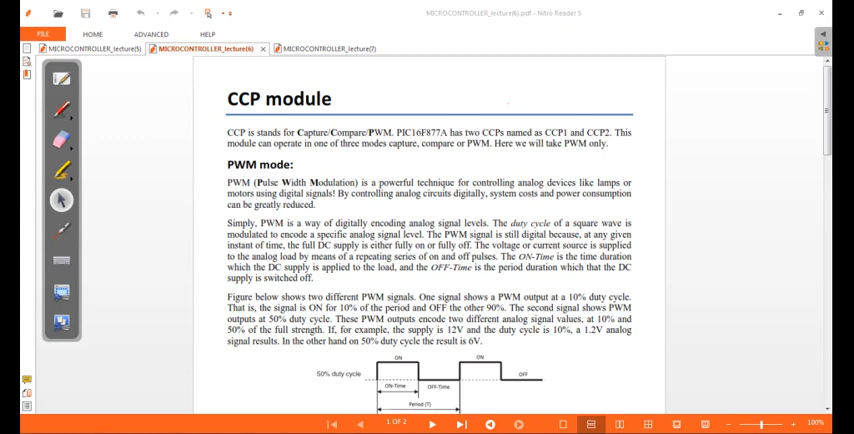 MICROCONTROLLER_lecture(6).pdf - Nitro Reader 5
FILE HOME ADVANCED HELP
MICROCONTROLLER_lecture(5) MICROCONTROLLER_lecture(6) MICROCONTROLLER_lecture(7)
CCP module
CCP is stands for Capture/Compare/PWM. PIC16F877A has two CCPs named as CCP1 and CCP2. This
module can operate in one of three modes capture, compare or PWM. Here we will take PWM only.
PWM mode:
PWM (Pulse Width Modulation) is a powerful technique for controlling analog devices like lamps or
motors using digital signals! By controlling analog circuits digitally, system costs and power consumption
can be greatly reduced.
Simply, PWM is a way of digitally encoding analog signal levels. The duty cycle of a square wave is
modulated to encode a specific analog signal level. The PWM signal is still digital because, at any given
instant of time, the full DC supply is either fully on or fully off. The voltage or current source is supplied
to the analog load by means of a repeating series of on and off pulses. The ON-Time is the time duration
which the DC supply is applied to the load, and the OFF-Time is the period duration which that the DC
supply is switched off.
Figure below shows two different PWM signals. One signal shows a PWM output at a 10% duty cycle.
That is, the signal is ON for 10% of the period and OFF the other 90%. The second signal shows PWM
outputs at 50% duty cycle. These PWM outputs encode two different analog signal values, at 10% and
50% of the full strength. If, for example, the supply is 12V and the duty cycle is 10%, a 1.2V analog
signal results. In the other hand on 50% duty cycle the result is 6V.
ON ON
50% duty cycle OFF
ON-Time OFF-Time
Period (T)
1 OF 2
100%